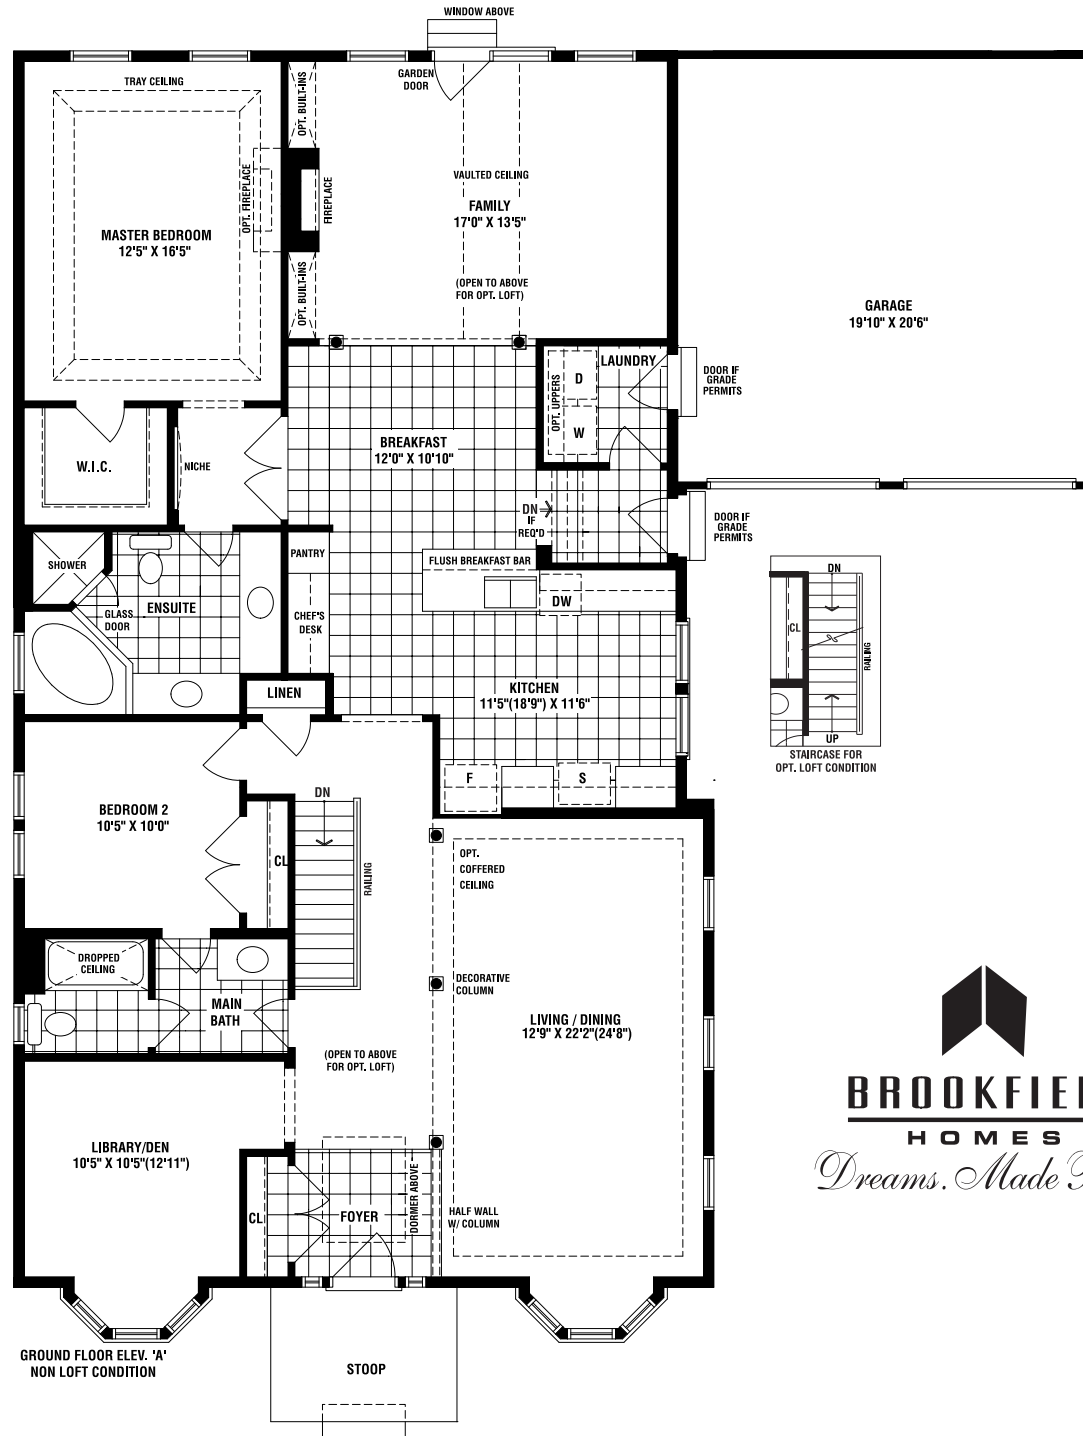 WINDOW ABOVE
TRAY CEILING
OPT. BUILT-INS
GARDEN
DOOR
OPT. FIREPLACE
FIREPLACE
VAULTED CEILING
FAMILY
17'0" X 13'5"
MASTER BEDROOM
12'5" X 16'5"
OPT. BUILT-INS
(OPEN TO ABOVE
FOR OPT. LOFT)
GARAGE
19'10" X 20'6"
LAUNDRY
OPT. UPPERS
D
W
DOOR IF
GRADE
PERMITS
BREAKFAST
12'0" X 10'10"
W.I.C.
NICHE
DN
IF
REQ'D
DOOR IF
GRADE
PERMITS
SHOWER
GLASS
DOOR
ENSUITE
PANTRY
CHEF'S
DESK
FLUSH BREAKFAST BAR
DW
DN
CL
RAILING
UP
STAIRCASE FOR
OPT. LOFT CONDITION
LINEN
KITCHEN
11'5"(18'9") X 11'6"
F
S
BEDROOM 2
10'5" X 10'0"
DN
CL
RAILING
OPT.
COFFERED
CEILING
DROPPED
CEILING
MAIN
BATH
DECORATIVE
COLUMN
LIVING / DINING
12'9" X 22'2"(24'8")
(OPEN TO ABOVE
FOR OPT. LOFT)
LIBRARY/DEN
10'5" X 10'5"(12'11")
CL
FOYER
DORMER ABOVE
HALF WALL
W/ COLUMN
BROOKFIE
HOMES
Dreams. Made
GROUND FLOOR ELEV. 'A'
NON LOFT CONDITION
STOOP